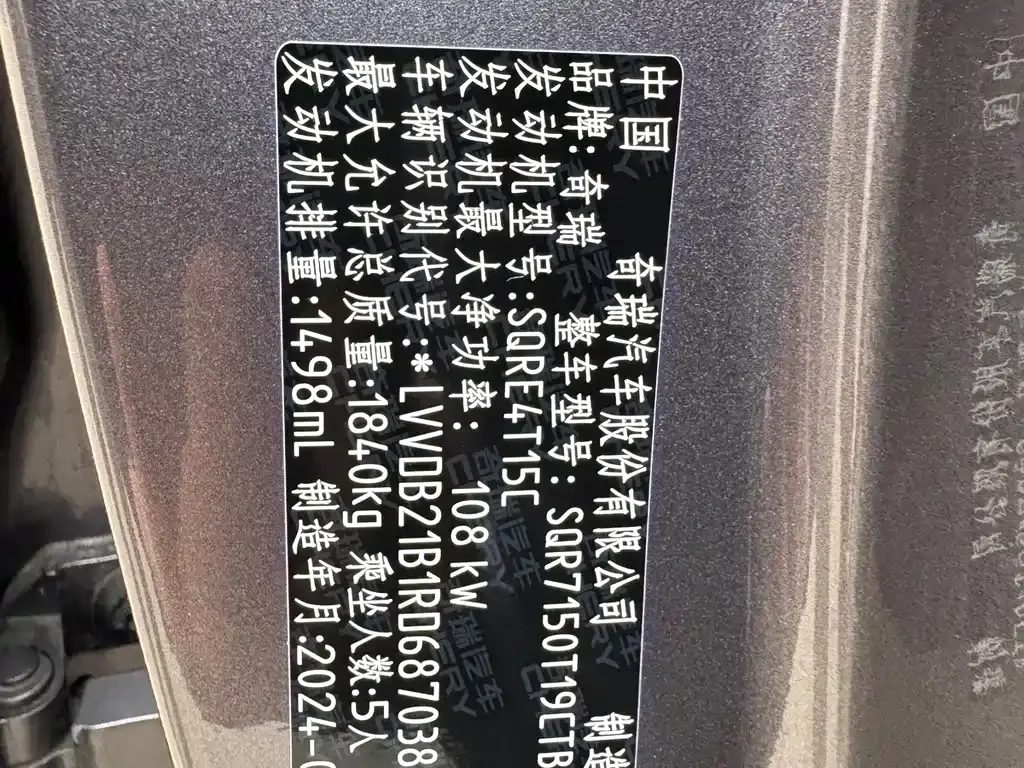 中国 奇瑞汽车股份有限公司 制造
品牌: 奇瑞 整车型号: SQR7150T19CTB
发动机型号:SQRE4T15C
发动机最大净功率: 108 kW
车辆识别代号:*LVVDB21B1RD687038
最大允许总质量:1840kg 乘坐人数:5人
发动机排量:1498mL 制造年月:2024-0